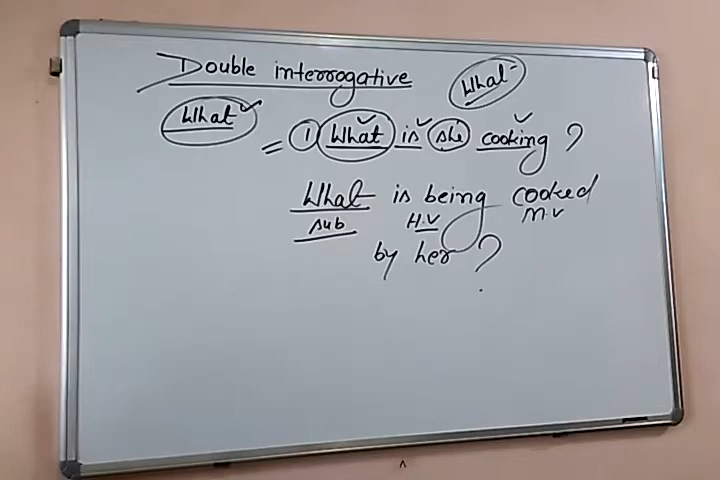 Double interrogative What
What = 1 What is she cooking ?
What is being cooked
sub H.V M.V
by her ?